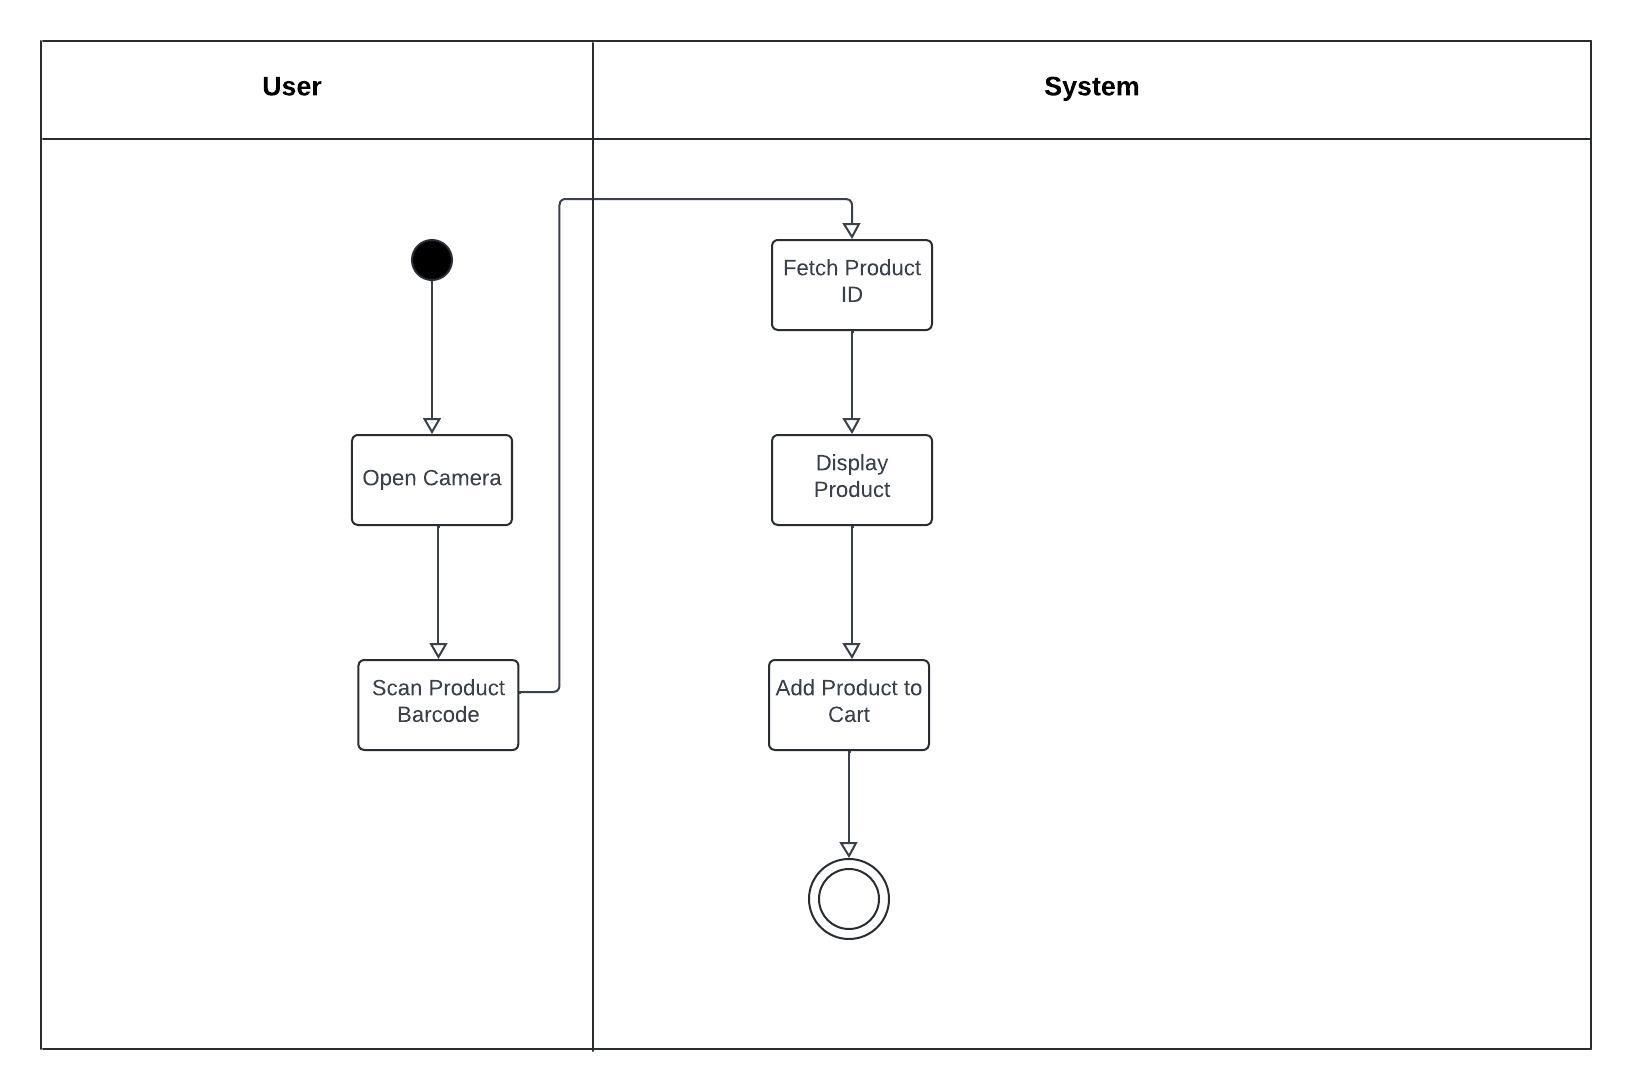 User
System
Fetch Product
ID
Open Camera
Display
Product
Scan Product
Barcode
Add Product to
Cart